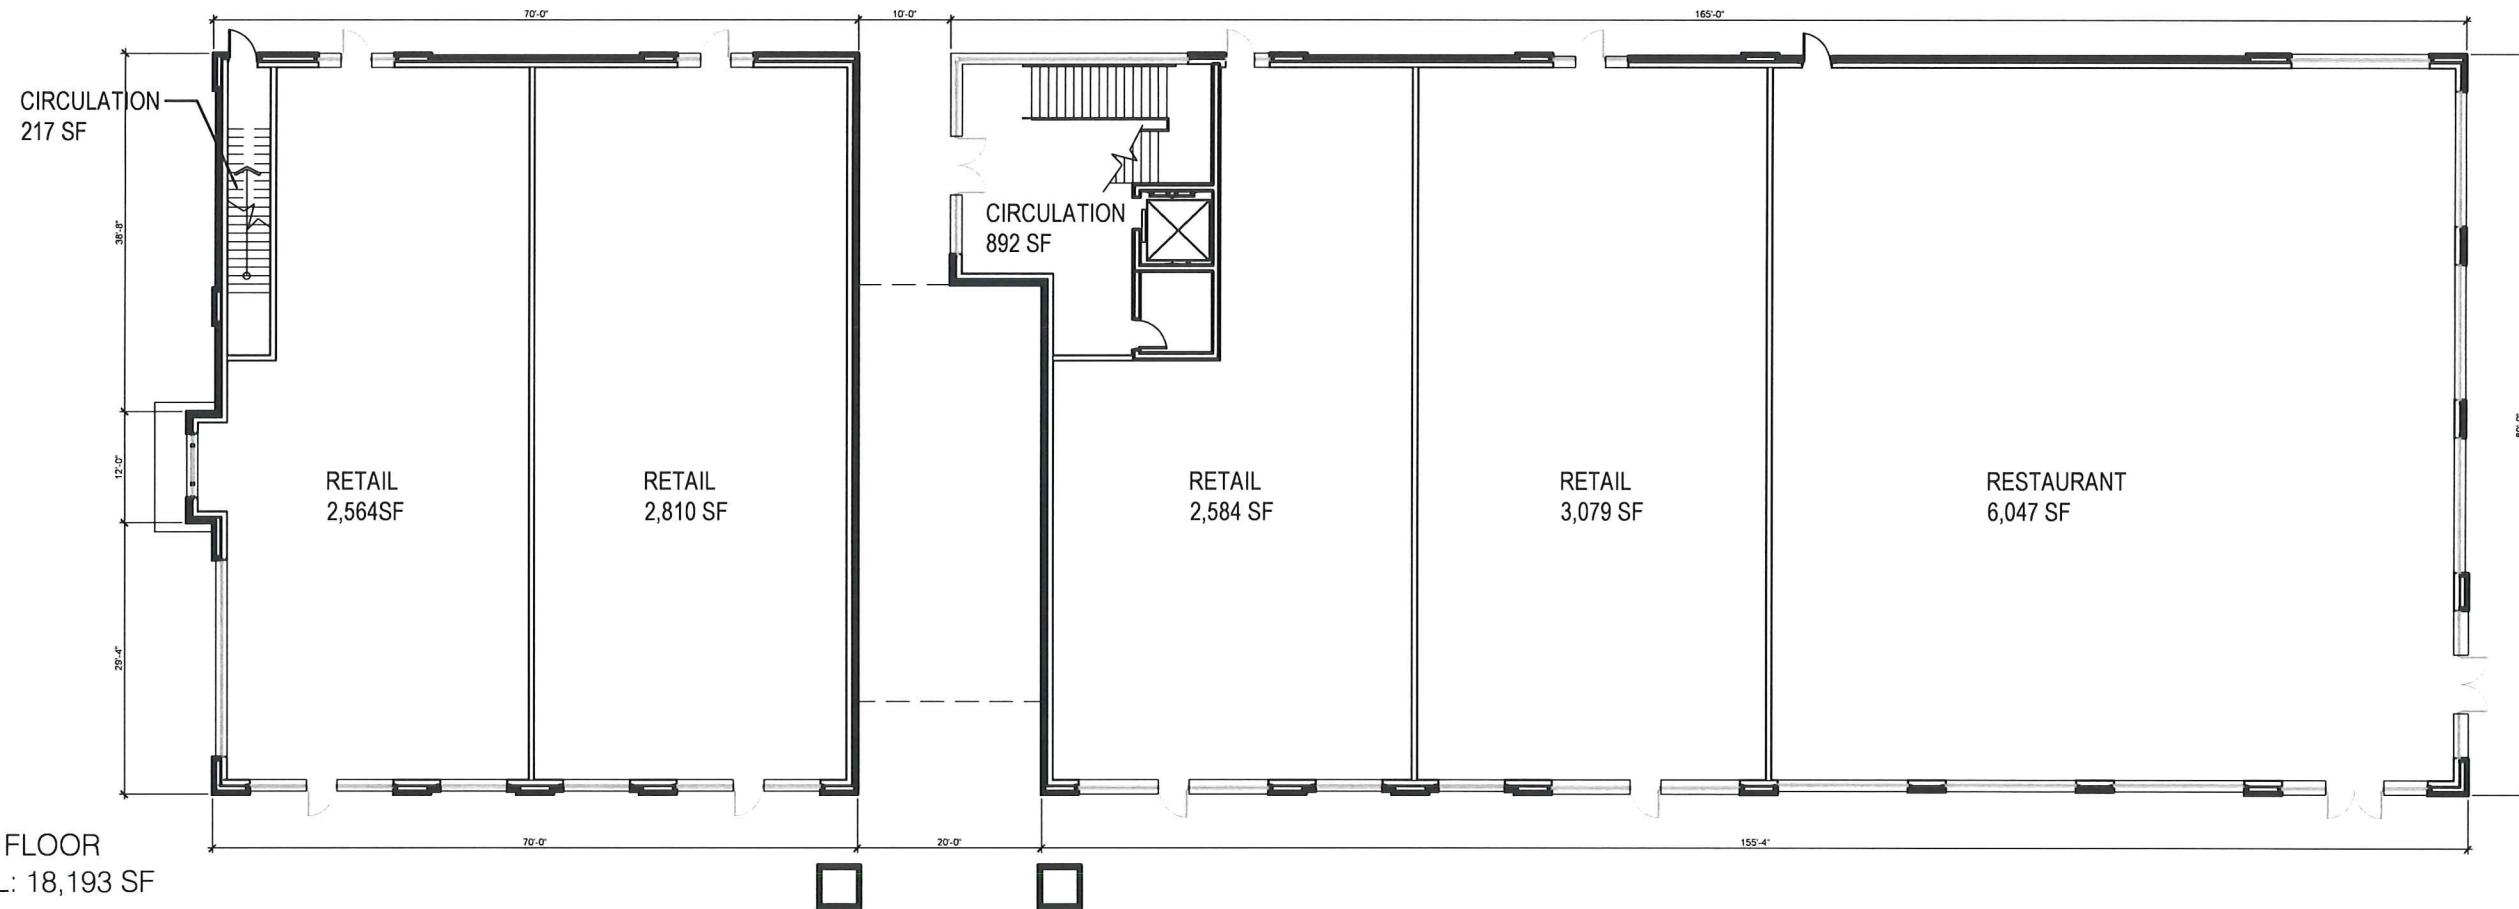 70'-0"
10'-0"
165'-0"
CIRCULATION
217 SF
38'-8"
CIRCULATION
892 SF
12'-0"
RETAIL
2,564SF
RETAIL
2,810 SF
RETAIL
2,584 SF
RETAIL
3,079 SF
RESTAURANT
6,047 SF
29'-4"
70'-0"
20'-0"
155'-4"
FLOOR
L: 18,193 SF